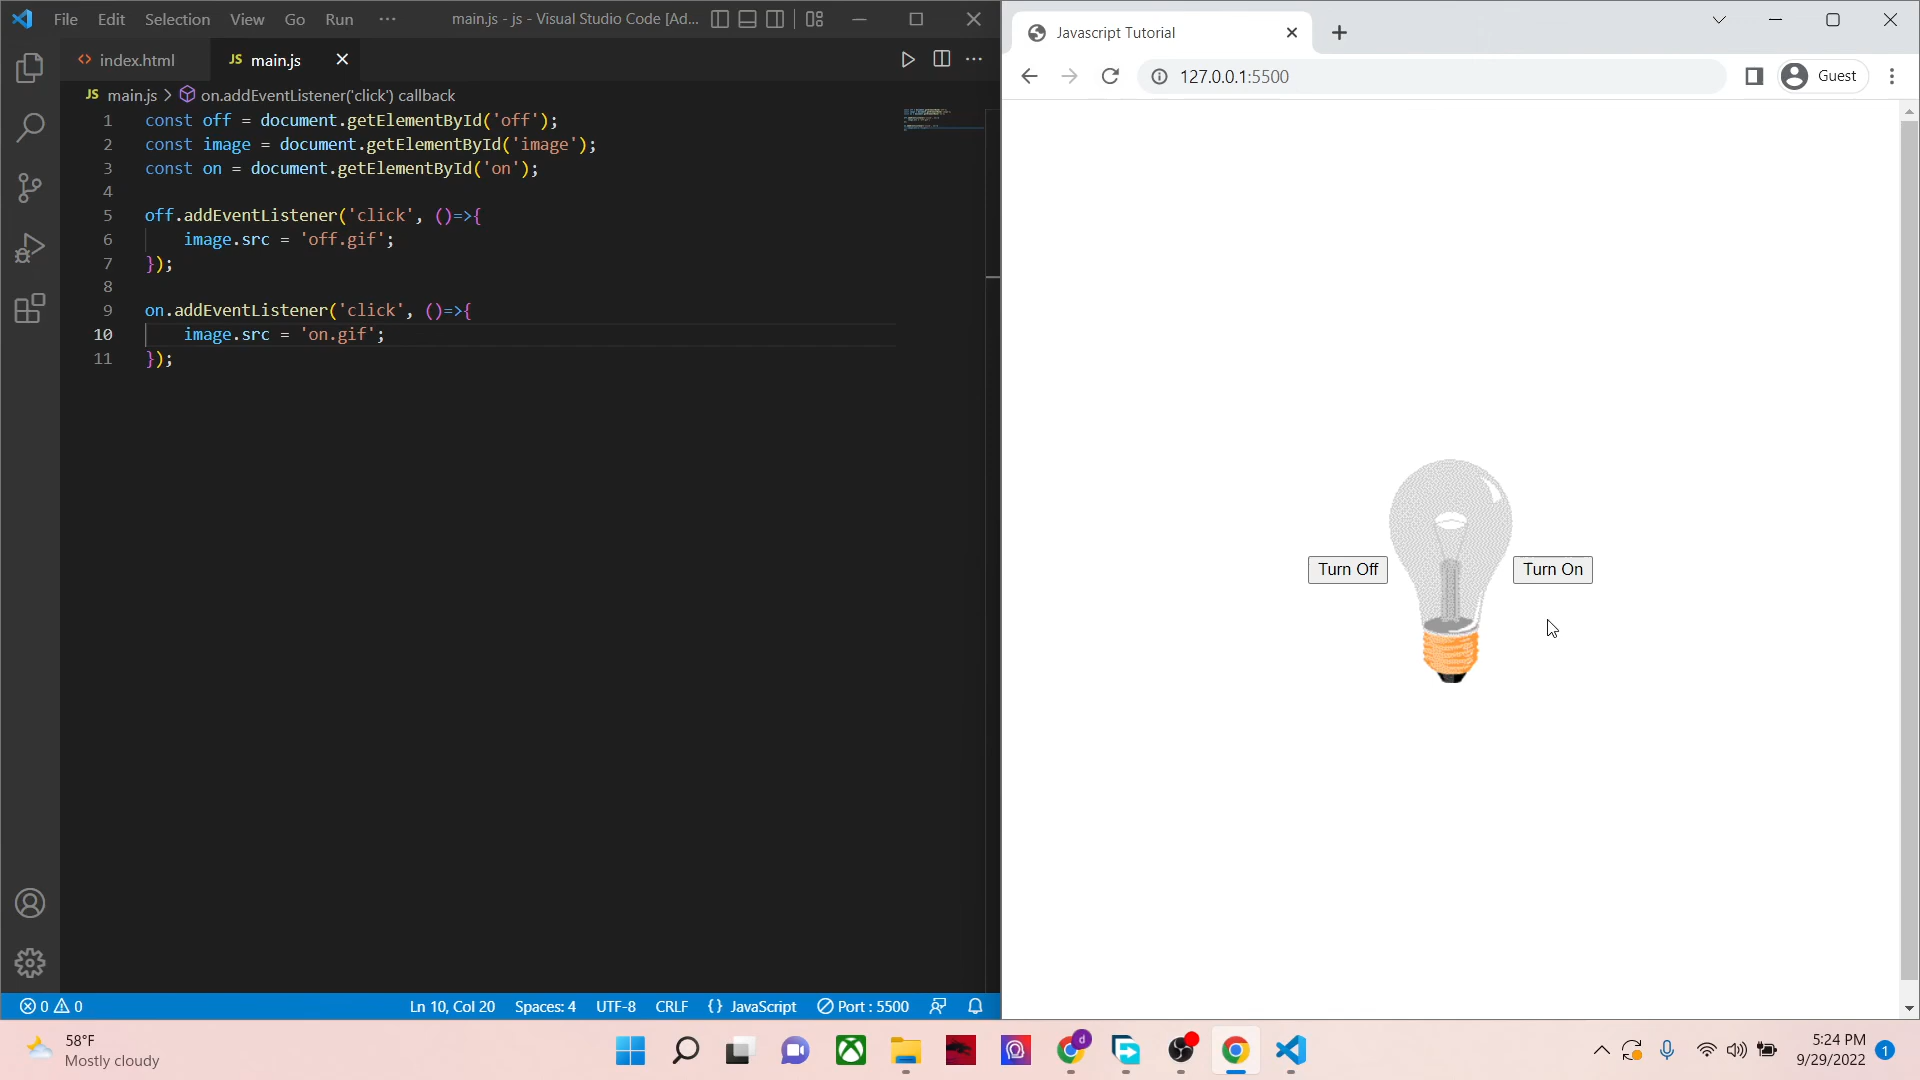 File Edit Selection View Go Run ··· main.js - js - Visual Studio Code [Ad...
index.html JS main.js
JS main.js > on.addEventListener('click') callback
1 const off = document.getElementById('off');
2 const image = document.getElementById('image');
3 const on = document.getElementById('on');
4
5 off.addEventListener('click', ()=>{
6 image.src = 'off.gif';
7 });
8
9 on.addEventListener('click', ()=>{
10 image.src = 'on.gif';
11 });
0 0 Ln 10, Col 20 Spaces: 4 UTF-8 CRLF {} JavaScript Port : 5500
Javascript Tutorial
127.0.0.1:5500 Guest
Turn Off Turn On
58°F
Mostly cloudy
d
5:24 PM
9/29/2022 1